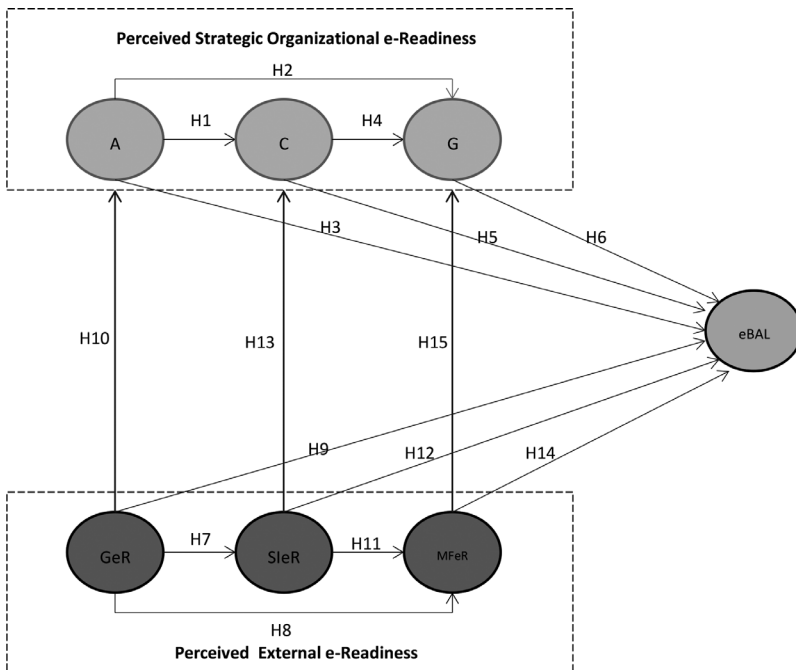 Perceived Strategic Organizational e-Readiness
H2
H1
H4
A
C
G
H3
H5
H6
eBAL
H10
H13
H15
H9
H12
H14
GeR
H7
SIeR
H11
MFeR
H8
Perceived External e-Readiness